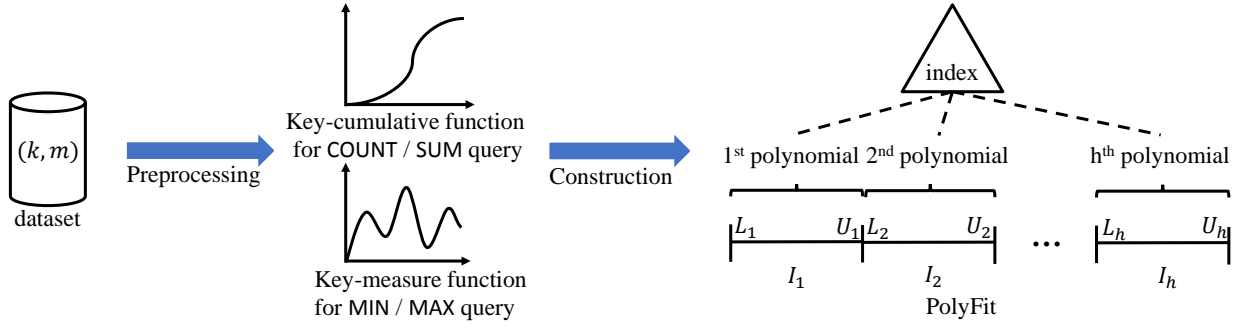 (k, m)
dataset
Preprocessing
Key-cumulative function
for COUNT / SUM query
Key-measure function
for MIN / MAX query
Construction
index
1st polynomial 2nd polynomial hth polynomial
L1 U1 L2 U2 ... Lh Uh
I1 I2 Ih
PolyFit